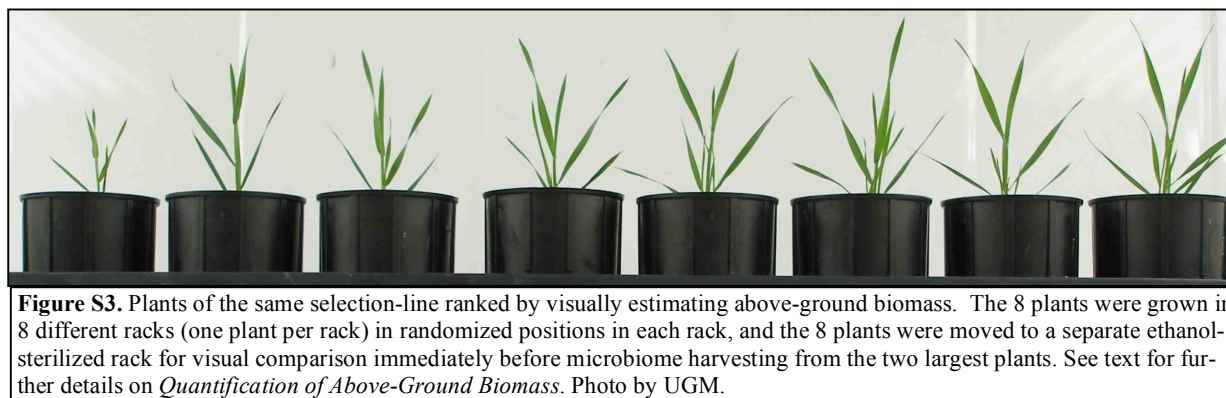 Figure S3. Plants of the same selection-line ranked by visually estimating above-ground biomass. The 8 plants were grown in
8 different racks (one plant per rack) in randomized positions in each rack, and the 8 plants were moved to a separate ethanol-
sterilized rack for visual comparison immediately before microbiome harvesting from the two largest plants. See text for fur-
ther details on Quantification of Above-Ground Biomass. Photo by UGM.